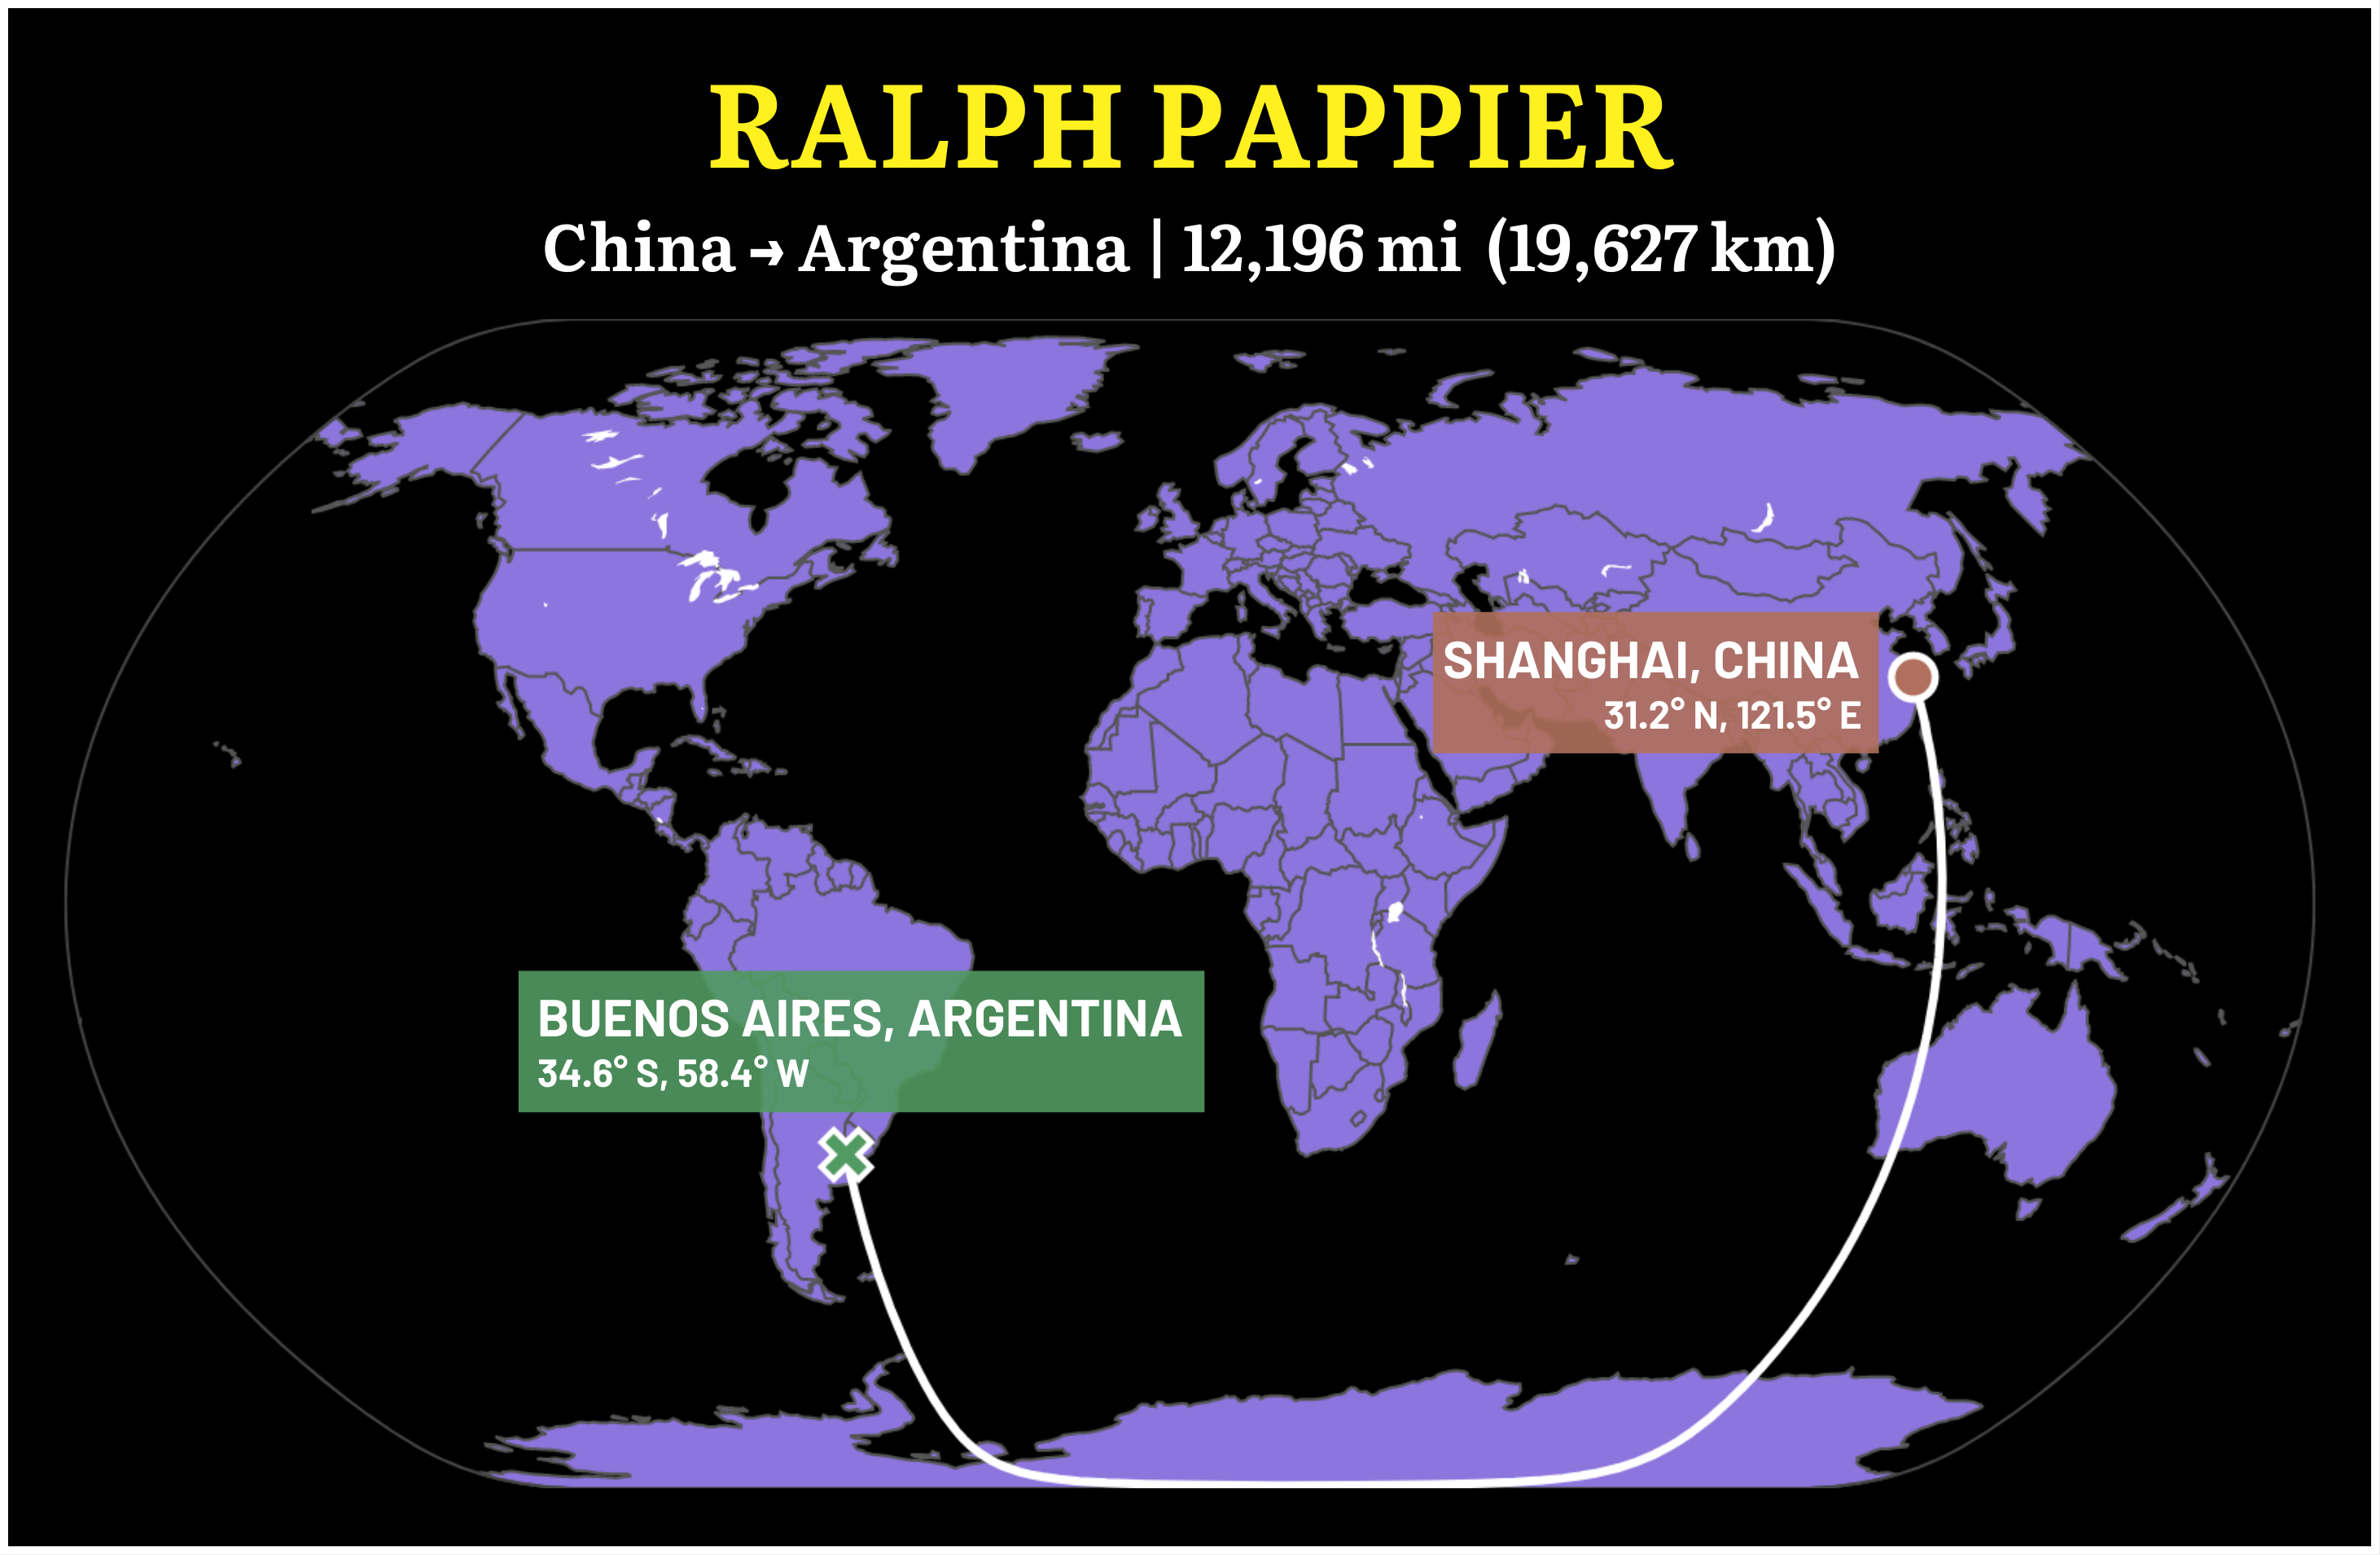 RALPH PAPPIER
China → Argentina | 12,196 mi (19,627 km)
SHANGHAI, CHINA
31.2° N, 121.5° E
BUENOS AIRES, ARGENTINA
34.6° S, 58.4° W